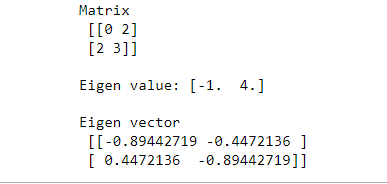 Matrix
[[0 2]
[2 3]]
Eigen value: [-1.  4.]
Eigen vector
[[-0.89442719 -0.4472136 ]
[ 0.4472136  -0.89442719]]